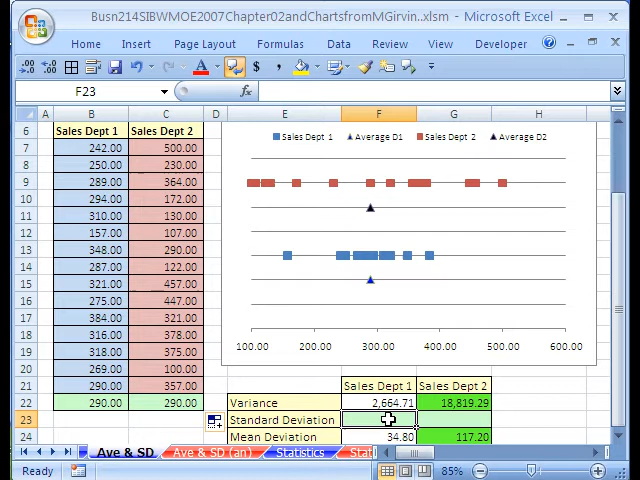 Busn214SIBWMOE2007Chapter02andChartsfromMGirvin..xlsm - Microsoft Excel
Home Insert Page Layout Formulas Data Review View Developer
F23
A B C D E F G H
6 Sales Dept 1 Sales Dept 2
7 242.00 500.00
8 250.00 230.00
9 289.00 364.00
10 294.00 172.00
11 310.00 130.00
12 157.00 107.00
13 348.00 290.00
14 287.00 122.00
15 321.00 457.00
16 275.00 447.00
17 384.00 321.00
18 316.00 378.00
19 318.00 375.00
20 269.00 100.00
21 290.00 357.00
22 290.00 290.00
Sales Dept 1 Average D1 Sales Dept 2 Average D2
100.00 200.00 300.00 400.00 500.00 600.00
Sales Dept 1 Sales Dept 2
Variance 2,664.71 18,819.29
23 Standard Deviation
24 Mean Deviation 34.80 117.20
Ave & SD Ave & SD (an) Statistics Stat
Ready 85%